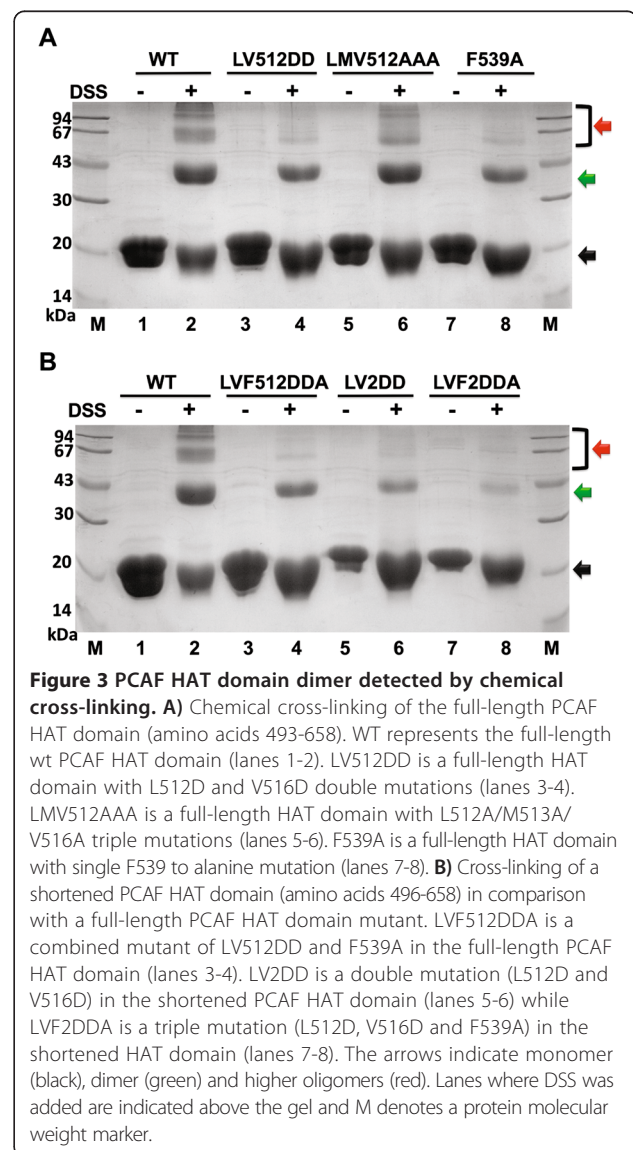 A
WT LV512DD LMV512AAA F539A
DSS - + - + - + - +
94
67
43
30
20
14
kDa M 1 2 3 4 5 6 7 8 M
B
WT LVF512DDA LV2DD LVF2DDA
DSS - + - + - + - +
94
67
43
30
20
14
kDa
M 1 2 3 4 5 6 7 8 M
Figure 3 PCAF HAT domain dimer detected by chemical
cross-linking. A) Chemical cross-linking of the full-length PCAF
HAT domain (amino acids 493-658). WT represents the full-length
wt PCAF HAT domain (lanes 1-2). LV512DD is a full-length HAT
domain with L512D and V516D double mutations (lanes 3-4).
LMV512AAA is a full-length HAT domain with L512A/M513A/
V516A triple mutations (lanes 5-6). F539A is a full-length HAT domain
with single F539 to alanine mutation (lanes 7-8). B) Cross-linking of a
shortened PCAF HAT domain (amino acids 496-658) in comparison
with a full-length PCAF HAT domain mutant. LVF512DDA is a
combined mutant of LV512DD and F539A in the full-length PCAF
HAT domain (lanes 3-4). LV2DD is a double mutation (L512D and
V516D) in the shortened PCAF HAT domain (lanes 5-6) while
LVF2DDA is a triple mutation (L512D, V516D and F539A) in the
shortened HAT domain (lanes 7-8). The arrows indicate monomer
(black), dimer (green) and higher oligomers (red). Lanes where DSS was
added are indicated above the gel and M denotes a protein molecular
weight marker.